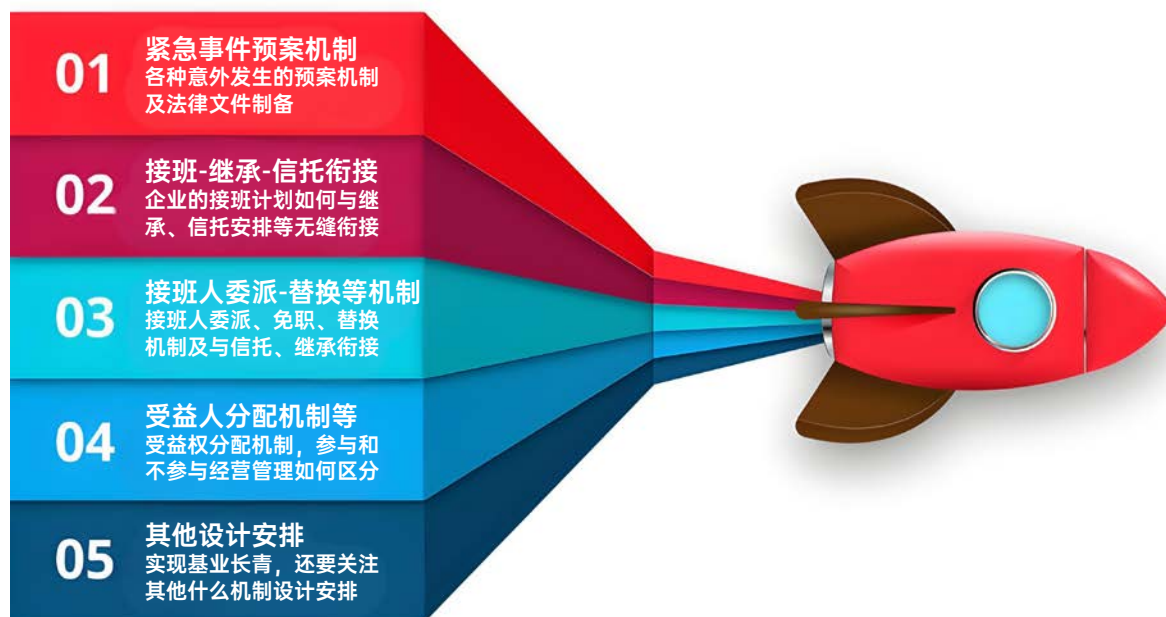 01
紧急事件预案机制
各种意外发生的预案机制
及法律文件制备
02
接班-继承-信托衔接
企业的接班计划如何与继
承、信托安排等无缝衔接
03
接班人委派-替换等机制
接班人委派、免职、替换
机制及与信托、继承衔接
04
受益人分配机制等
受益权分配机制，参与和
不参与经营管理如何区分
05
其他设计安排
实现基业长青，还要关注
其他什么机制设计安排